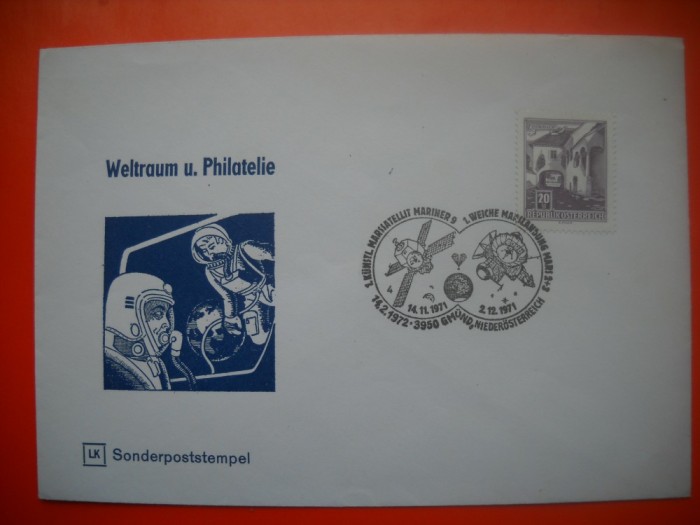 Weltraum u. Philatelie
20
g
REPUBLIK ÖSTERREICH
1. KÜNSTL. MARSSATELLIT MARINER 9
1. WEICHE MARSLANDUNG MARS 2+3
14.11.1971
2.12.1971
14.2.1972 · 3950 GMÜND, NIEDERÖSTERREICH
LK Sonderpoststempel